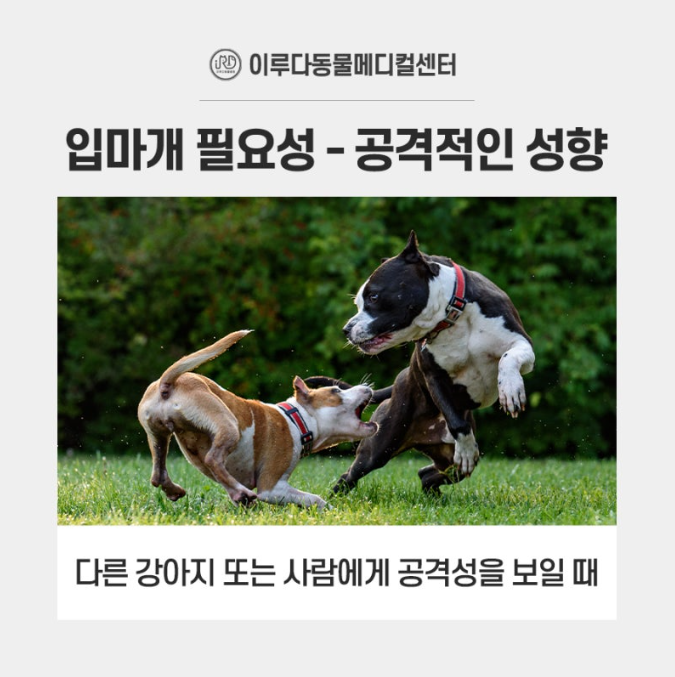 이루다동물메디컬센터
입마개 필요성 - 공격적인 성향
다른 강아지 또는 사람에게 공격성을 보일 때